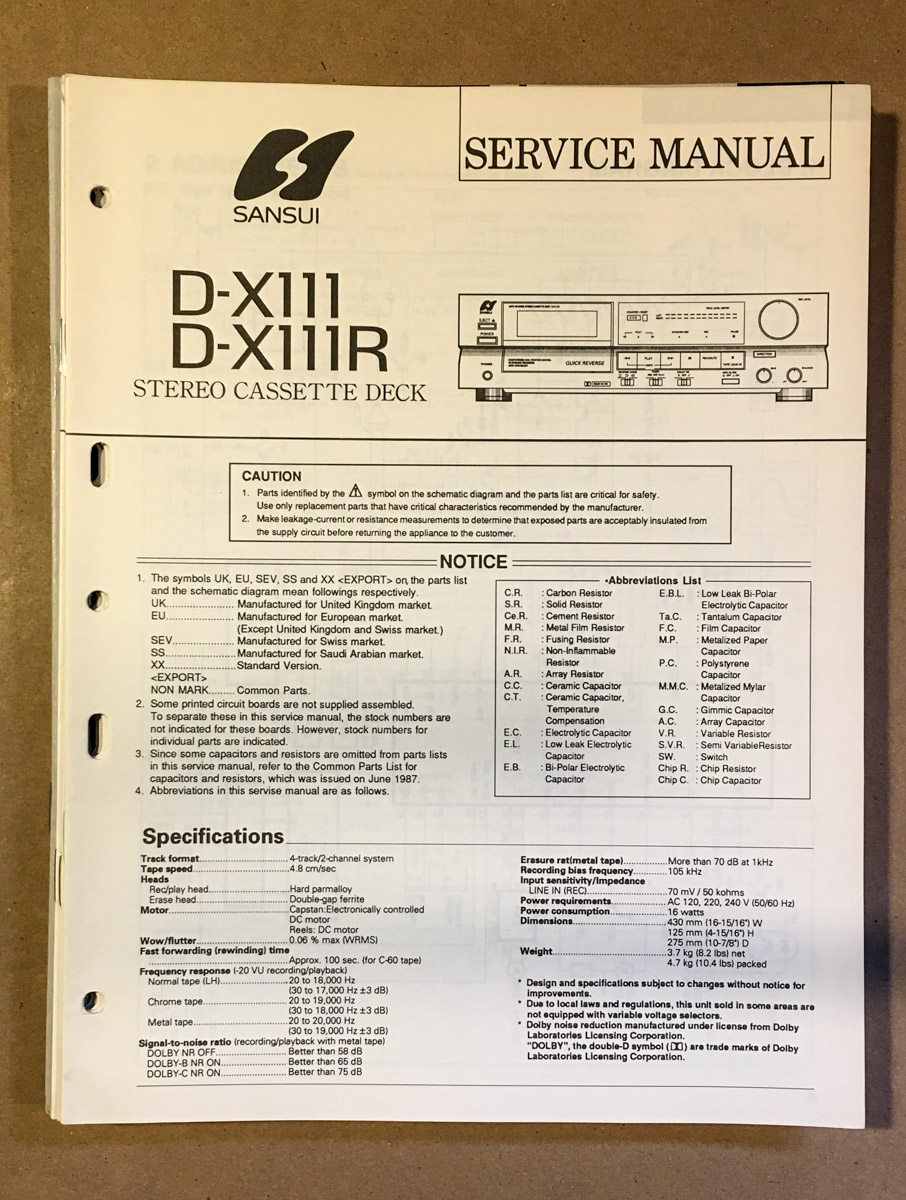 SANSUI
SERVICE MANUAL
D-X111
D-X111R
STEREO CASSETTE DECK
EJECT
POWER
QUICK REVERSE
PLAY
DIRECTION
CAUTION
1. Parts identified by the ⚠ symbol on the schematic diagram and the parts list are critical for safety.
Use only replacement parts that have critical characteristics recommended by the manufacturer.
2. Make leakage-current or resistance measurements to determine that exposed parts are acceptably insulated from
the supply circuit before returning the appliance to the customer.
NOTICE
1. The symbols UK, EU, SEV, SS and XX <EXPORT> on, the parts list
and the schematic diagram mean followings respectively.
UK....................... Manufactured for United Kingdom market.
EU....................... Manufactured for European market.
(Except United Kingdom and Swiss market.)
SEV..................... Manufactured for Swiss market.
SS....................... Manufactured for Saudi Arabian market.
XX....................... Standard Version.
<EXPORT>
NON MARK......... Common Parts.
2. Some printed circuit boards are not supplied assembled.
To separate these in this service manual, the stock numbers are
not indicated for these boards. However, stock numbers for
individual parts are indicated.
3. Since some capacitors and resistors are omitted from parts lists
in this service manual, refer to the Common Parts List for
capacitors and resistors, which was issued on June 1987.
4. Abbreviations in this servise manual are as follows.
•Abbreviations List
C.R. : Carbon Resistor
S.R. : Solid Resistor
Ce.R. : Cement Resistor
M.R. : Metal Film Resistor
F.R. : Fusing Resistor
N.I.R. : Non-Inflammable
Resistor
A.R. : Array Resistor
C.C. : Ceramic Capacitor
C.T. : Ceramic Capacitor,
Temperature
Compensation
E.C. : Electrolytic Capacitor
E.L. : Low Leak Electrolytic
Capacitor
E.B. : Bi-Polar Electrolytic
Capacitor
E.B.L. : Low Leak Bi-Polar
Electrolytic Capacitor
Ta.C. : Tantalum Capacitor
F.C. : Film Capacitor
M.P. : Metalized Paper
Capacitor
P.C. : Polystyrene
Capacitor
M.M.C. : Metalized Mylar
Capacitor
G.C. : Gimmic Capacitor
A.C. : Array Capacitor
V.R. : Variable Resistor
S.V.R. : Semi VariableResistor
SW. : Switch
Chip R. : Chip Resistor
Chip C. : Chip Capacitor
Specifications
Track format............................... 4-track/2-channel system
Tape speed................................. 4.8 cm/sec
Heads
Rec/play head............................ Hard parmalloy
Erase head................................ Double-gap ferrite
Motor........................................... Capstan:Electronically controlled
DC motor
Reels: DC motor
Wow/flutter................................. 0.06 % max (WRMS)
Fast forwarding (rewinding) time
................................................. Approx. 100 sec. (for C-60 tape)
Frequency response (-20 VU recording/playback)
Normal tape (LH)........................ 20 to 18,000 Hz
(30 to 17,000 Hz ±3 dB)
Chrome tape.............................. 20 to 19,000 Hz
(30 to 18,000 Hz ±3 dB)
Metal tape................................. 20 to 20,000 Hz
(30 to 19,000 Hz ±3 dB)
Signal-to-noise ratio (recording/playback with metal tape)
DOLBY NR OFF......................... Better than 58 dB
DOLBY-B NR ON....................... Better than 65 dB
DOLBY-C NR ON....................... Better than 75 dB
Erasure rat(metal tape)............... More than 70 dB at 1kHz
Recording bias frequency............ 105 kHz
Input sensitivity/Impedance
LINE IN (REC)............................ 70 mV / 50 kohms
Power requirements.................... AC 120, 220, 240 V (50/60 Hz)
Power consumption.................... 16 watts
Dimensions................................ 430 mm (16-15/16") W
125 mm (4-15/16") H
275 mm (10-7/8") D
Weight........................................ 3.7 kg (8.2 lbs) net
4.7 kg (10.4 lbs) packed
* Design and specifications subject to changes without notice for
improvements.
* Due to local laws and regulations, this unit sold in some areas are
not equipped with variable voltage selectors.
* Dolby noise reduction manufactured under license from Dolby
Laboratories Licensing Corporation.
"DOLBY", the double-D symbol (DD) are trade marks of Dolby
Laboratories Licensing Corporation.